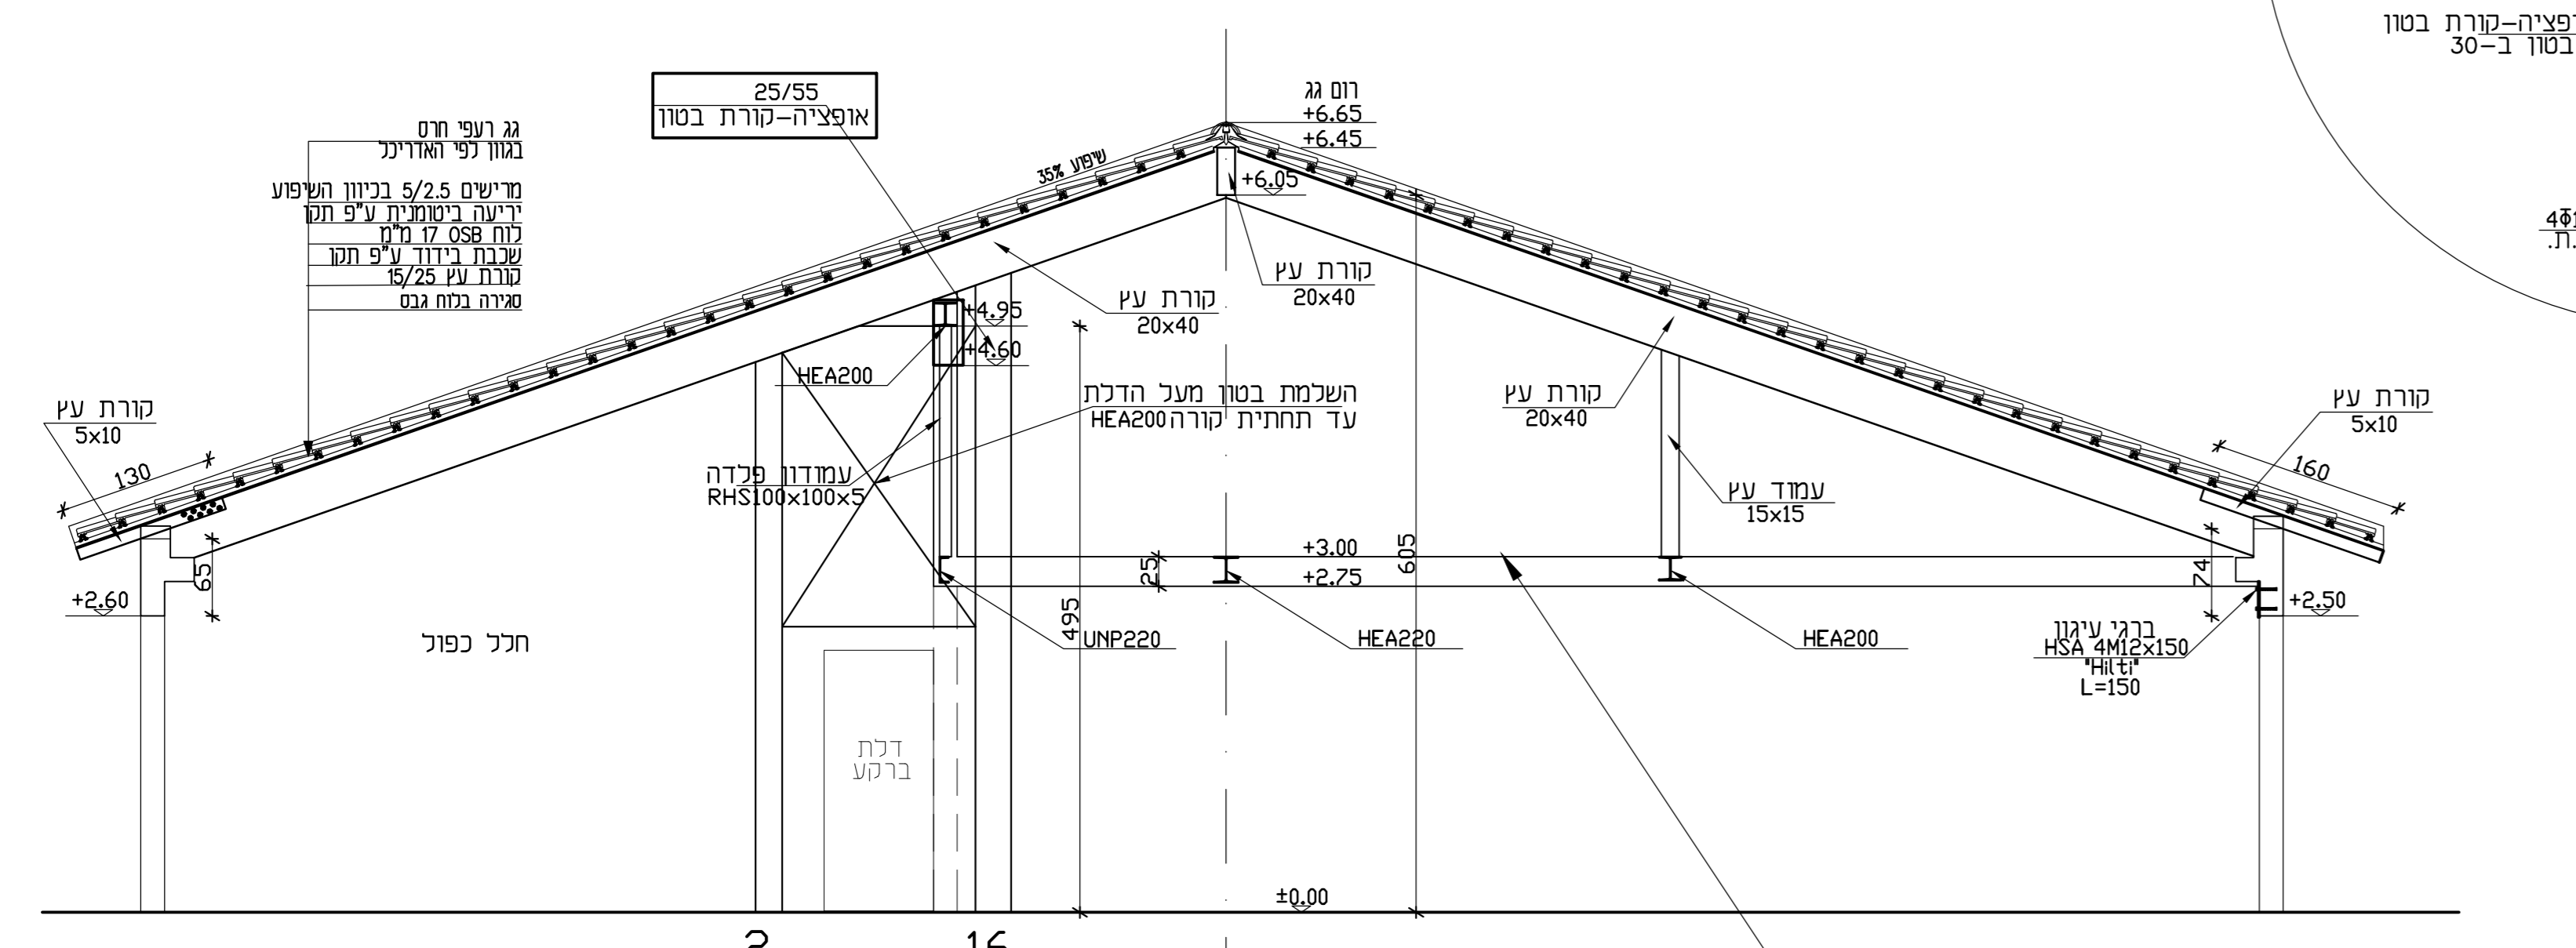 25/55
אופציה-קורת בטון
רום גג
+6.65
+6.45
שיפוע 35%
+6.05
גג רעפי חרס
בגוון לפי האדריכל
מרישים 5/2.5 בכיוון השיפוע
יריעה ביטומנית ע"פ תקן
לוח OSB 17 מ"מ
שכבת בידוד ע"פ תקן
קורת עץ 15/25
סגירה בלוח גבס
קורת עץ
20x40
קורת עץ
20x40
+4.95
+4.60
HEA200
השלמת בטון מעל הדלת
עד תחתית קורה HEA200
קורת עץ
20x40
קורת עץ
5x10
קורת עץ
5x10
130
160
עמודון פלדה
RHS100x100x5
עמוד עץ
15x15
65
+2.60
חלל כפול
25
+3.00
+2.75
605
495
74
+2.50
UNP220
HEA220
HEA200
ברגי עיגון
HSA 4M12x150
"Hilti"
L=150
דלת
ברקע
±0.00
2
16
קורת בטון
בטון ב-30